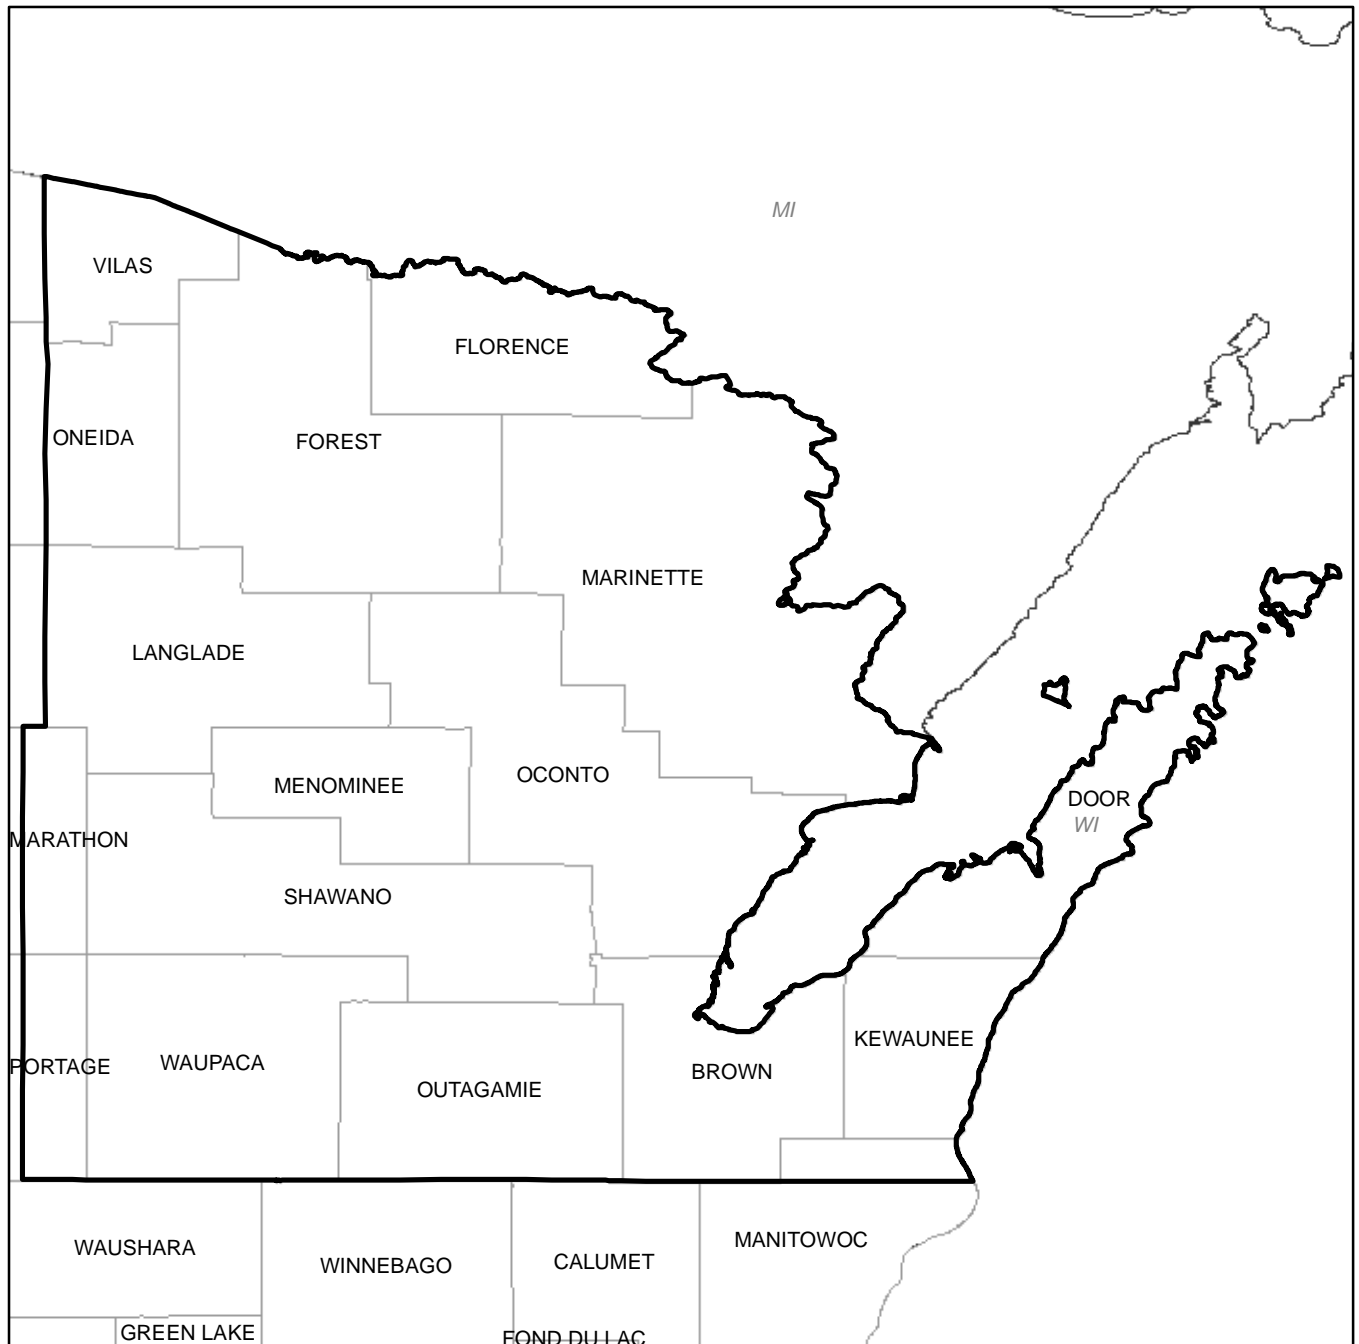 MI
VILAS
FLORENCE
ONEIDA
FOREST
MARINETTE
LANGLADE
MENOMINEE
OCONTO
DOOR
WI
MARATHON
SHAWANO
KEWAUNEE
PORTAGE
WAUPACA
BROWN
OUTAGAMIE
WAUSHARA
MANITOWOC
WINNEBAGO
CALUMET
GREEN LAKE
FOND DU LAC